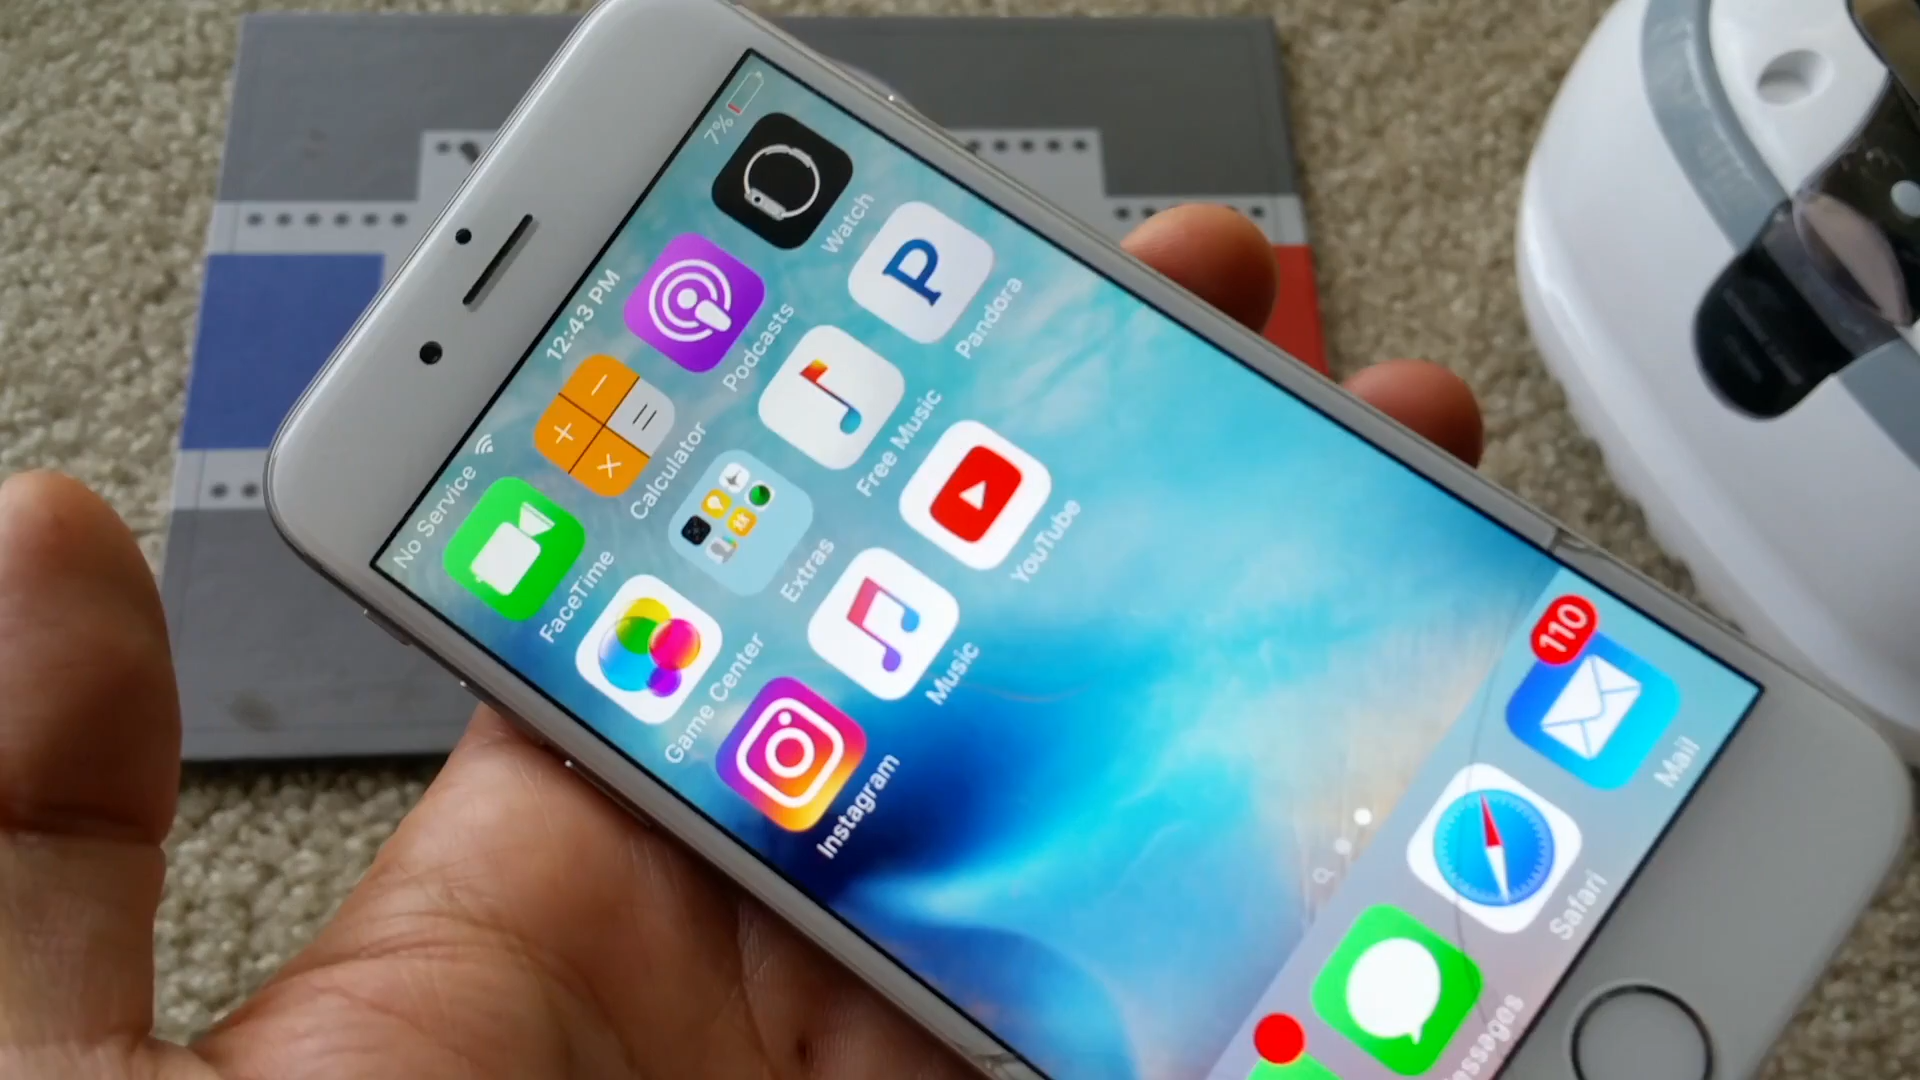 No Service 12:43 PM 7%
FaceTime Calculator Podcasts Watch
Game Center Extras Free Music Pandora
Instagram Music YouTube
110
Messages Safari Mail